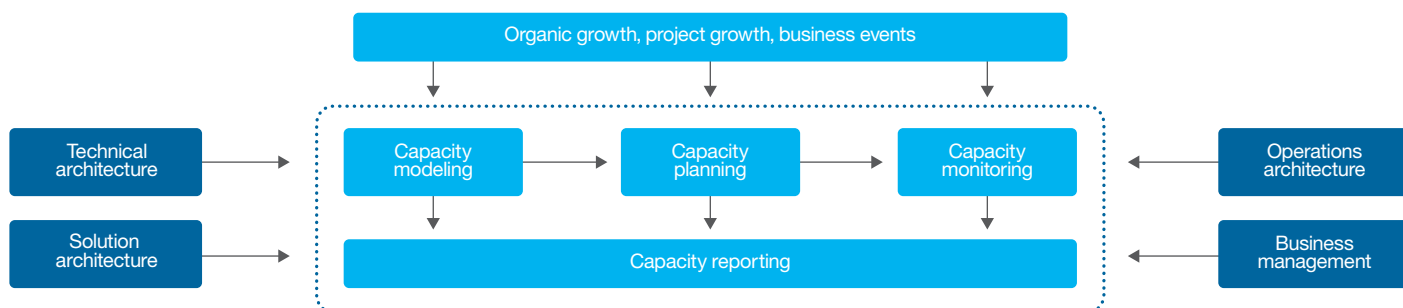 Organic growth, project growth, business events
Technical
architecture
Capacity
modeling
Capacity
planning
Capacity
monitoring
Operations
architecture
Solution
architecture
Capacity reporting
Business
management